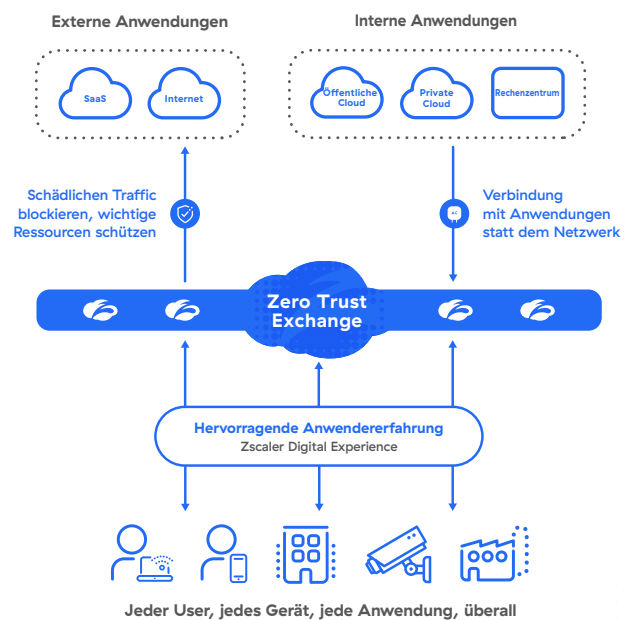 Externe Anwendungen
Interne Anwendungen
SaaS
Internet
Öffentliche
Cloud
Private
Cloud
Rechenzentrum
Schädlichen Traffic
blockieren, wichtige
Ressourcen schützen
AC
Verbindung
mit Anwendungen
statt dem Netzwerk
Zero Trust
Exchange
Hervorragende Anwendererfahrung
Zscaler Digital Experience
Jeder User, jedes Gerät, jede Anwendung, überall